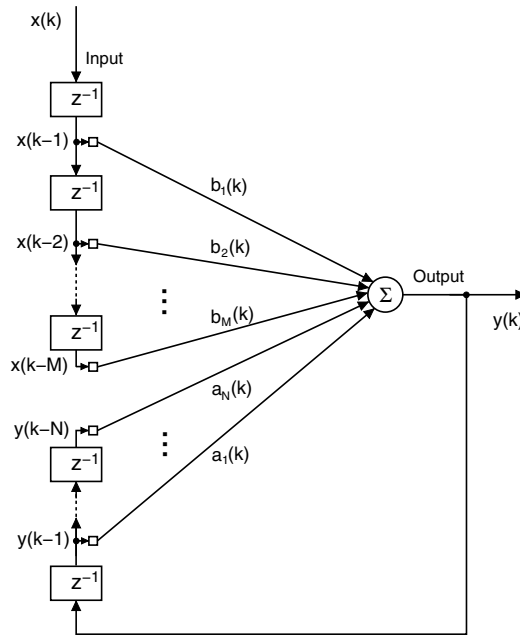 x(k)
Input
z⁻¹
x(k−1)
z⁻¹
b₁(k)
x(k−2)
b₂(k)
Output
Σ
y(k)
z⁻¹
b_M(k)
x(k−M)
a_N(k)
y(k−N)
z⁻¹
a₁(k)
y(k−1)
z⁻¹